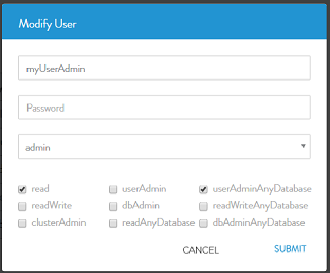 Modify User
myUserAdmin
Password
admin
read userAdmin userAdminAnyDatabase
readWrite dbAdmin readWriteAnyDatabase
clusterAdmin readAnyDatabase dbAdminAnyDatabase
CANCEL SUBMIT